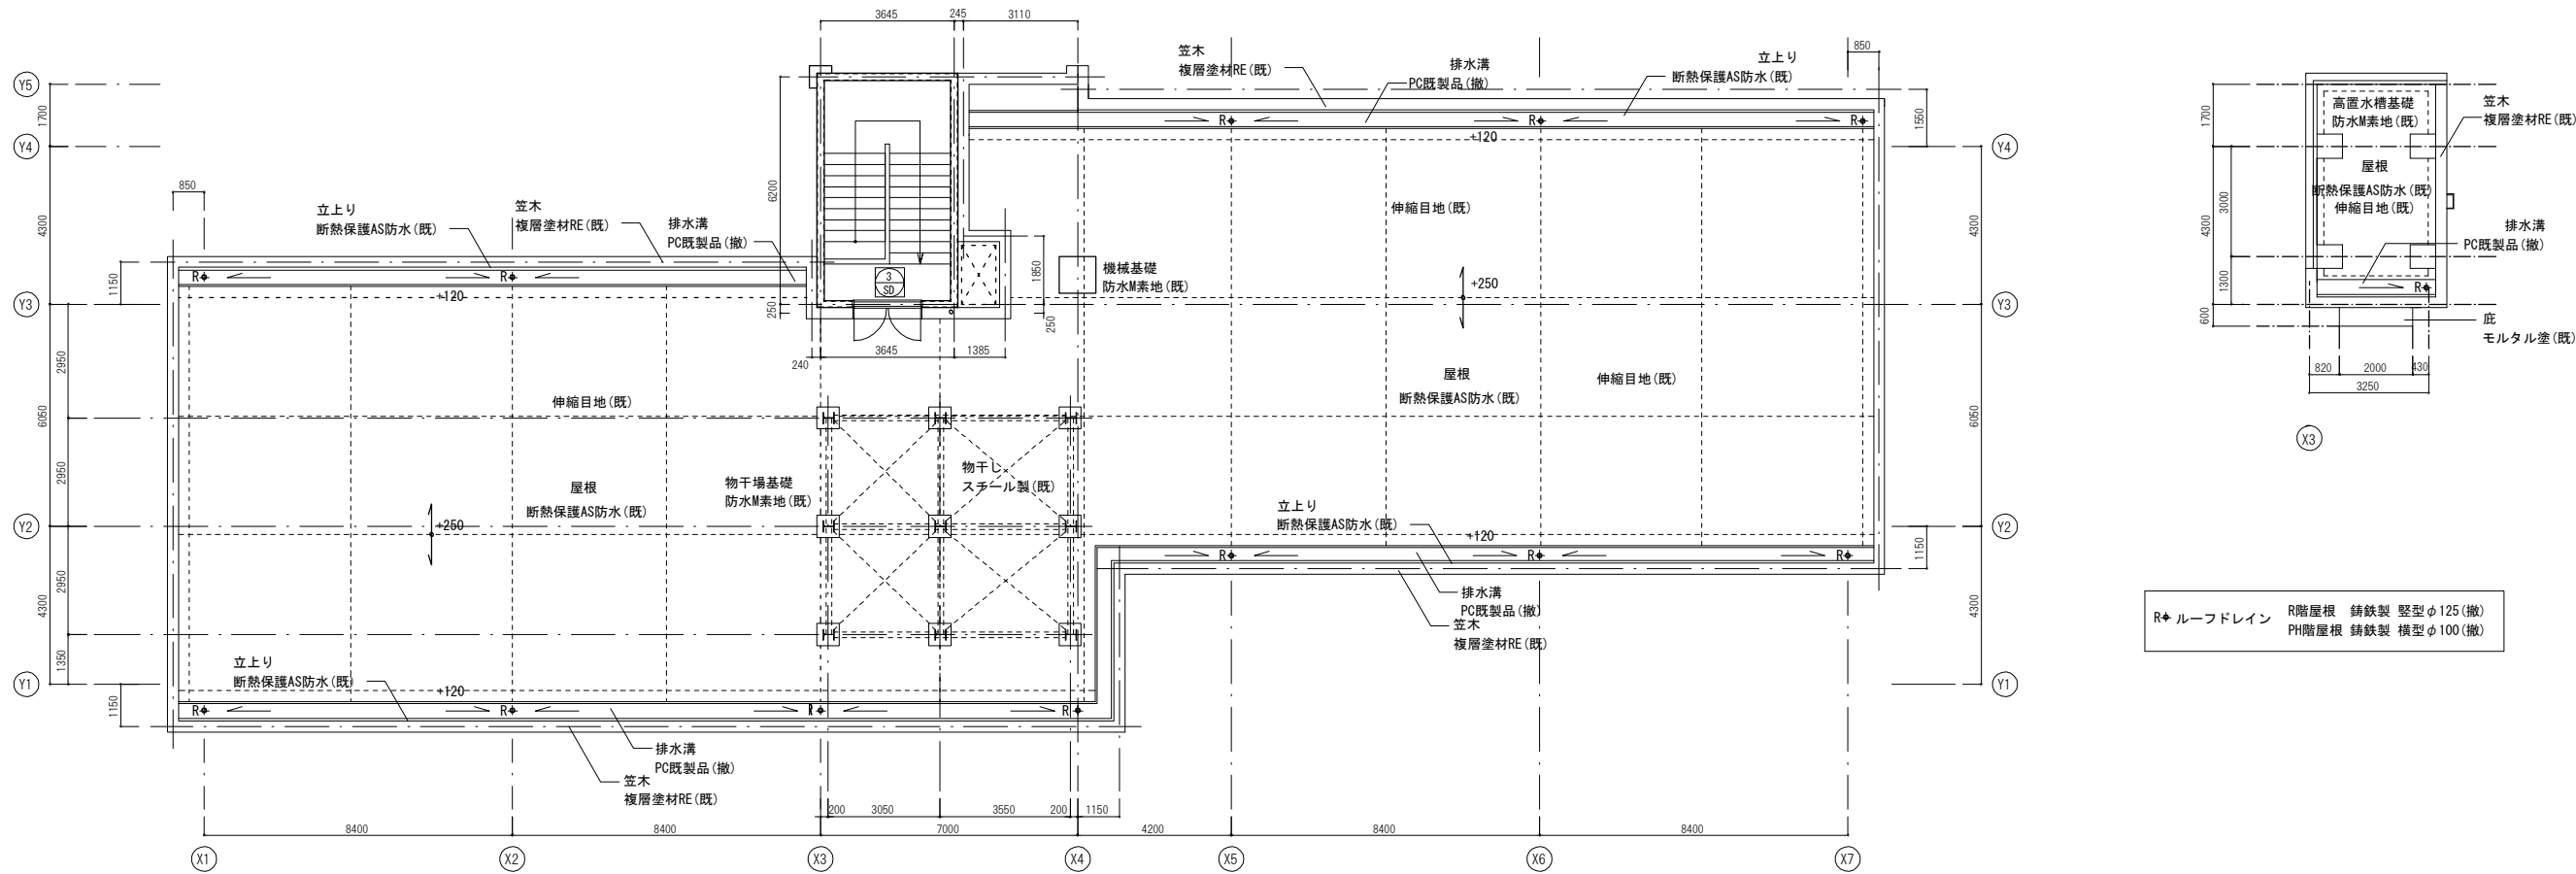 3645
245
3110
850
Y5
Y4
Y3
Y2
Y1
1700
4300
6050
4300
2950
2950
2950
1350
850
1150
1150
6200
250
立上り
断熱保護AS防水(既)
笠木
複層塗材RE(既)
排水溝
PC既製品(撤)
R
R
+120
3
SD
240
3645
1385
1850
250
機械基礎
防水M素地(既)
笠木
複層塗材RE(既)
排水溝
PC既製品(撤)
立上り
断熱保護AS防水(既)
R
R
R
+120
伸縮目地(既)
+250
屋根
断熱保護AS防水(既)
伸縮目地(既)
伸縮目地(既)
屋根
断熱保護AS防水(既)
+250
物干場基礎
防水M素地(既)
物干し
スチール製(既)
立上り
断熱保護AS防水(既)
+120
R
R
R
排水溝
PC既製品(撤)
笠木
複層塗材RE(既)
立上り
断熱保護AS防水(既)
+120
R
R
R
R
排水溝
PC既製品(撤)
笠木
複層塗材RE(既)
200
3050
3550
200
1150
8400
8400
7000
4200
8400
8400
X1
X2
X3
X4
X5
X6
X7
1550
1150
4300
6050
4300
Y4
Y3
Y2
Y1
1700
4300
3000
1300
600
高置水槽基礎
防水M素地(既)
屋根
断熱保護AS防水(既)
伸縮目地(既)
笠木
複層塗材RE(既)
排水溝
PC既製品(撤)
R
庇
モルタル塗(既)
820
2000
430
3250
X3
R ルーフドレイン R階屋根 鋳鉄製 竪型φ125(撤)
PH階屋根 鋳鉄製 横型φ100(撤)